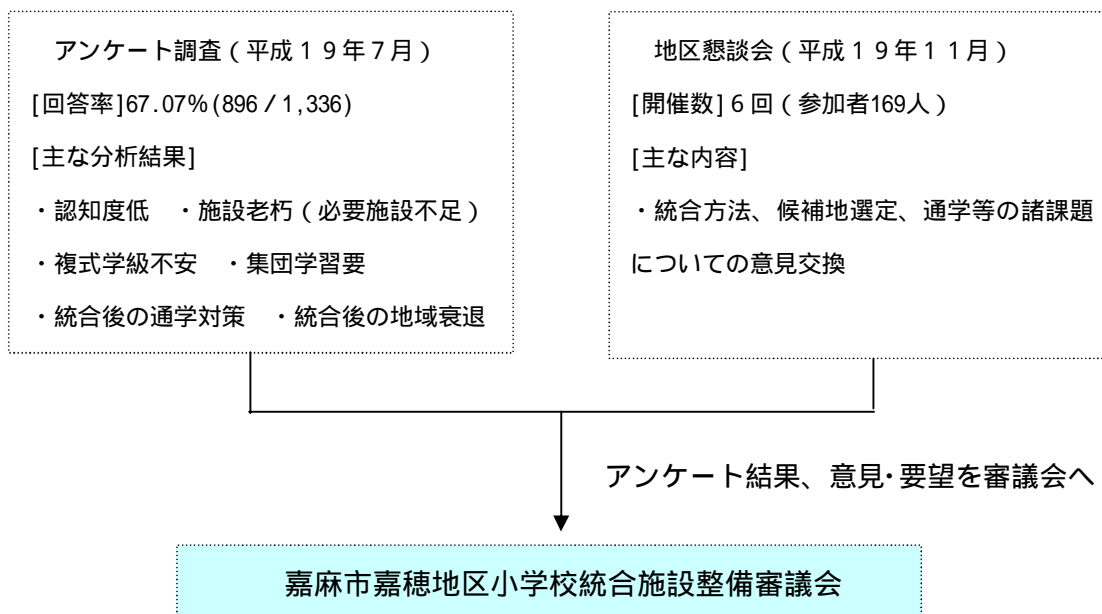 アンケート調査（平成１９年７月）
[回答率]67.07%(896／1,336)
[主な分析結果]
・認知度低　・施設老朽（必要施設不足）
・複式学級不安　・集団学習要
・統合後の通学対策　・統合後の地域衰退
地区懇談会（平成１９年１１月）
[開催数]６回（参加者169人）
[主な内容]
・統合方法、候補地選定、通学等の諸課題
についての意見交換
アンケート結果、意見・要望を審議会へ
嘉麻市嘉穂地区小学校統合施設整備審議会